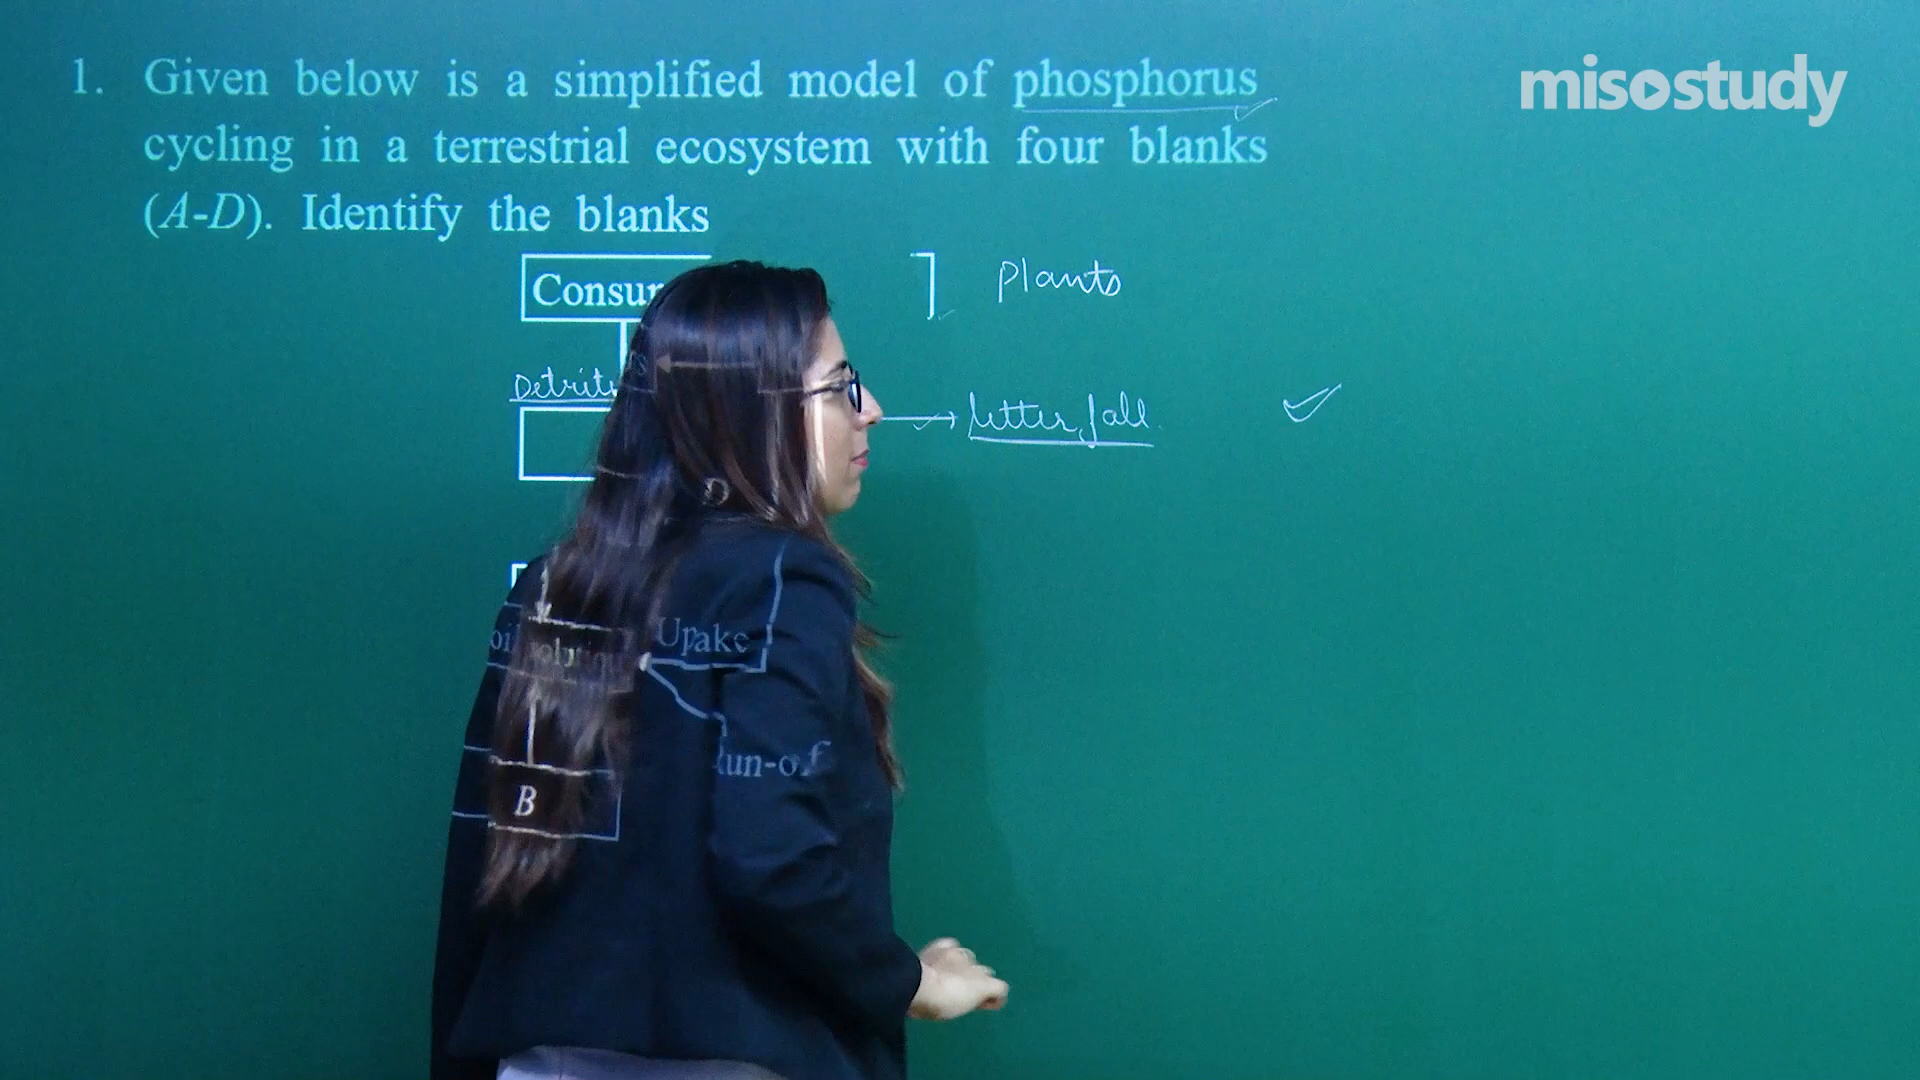 misostudy
1. Given below is a simplified model of phosphorus
cycling in a terrestrial ecosystem with four blanks
(A-D). Identify the blanks
Plants
litter fall
Upake
B